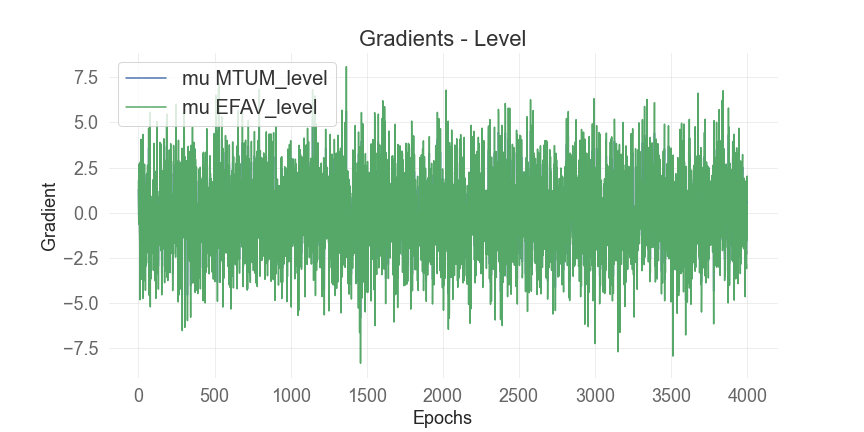 Gradients - Level
mu MTUM_level
mu EFAV_level
7.5
5.0
2.5
0.0
−2.5
−5.0
−7.5
Gradient
0 500 1000 1500 2000 2500 3000 3500 4000
Epochs